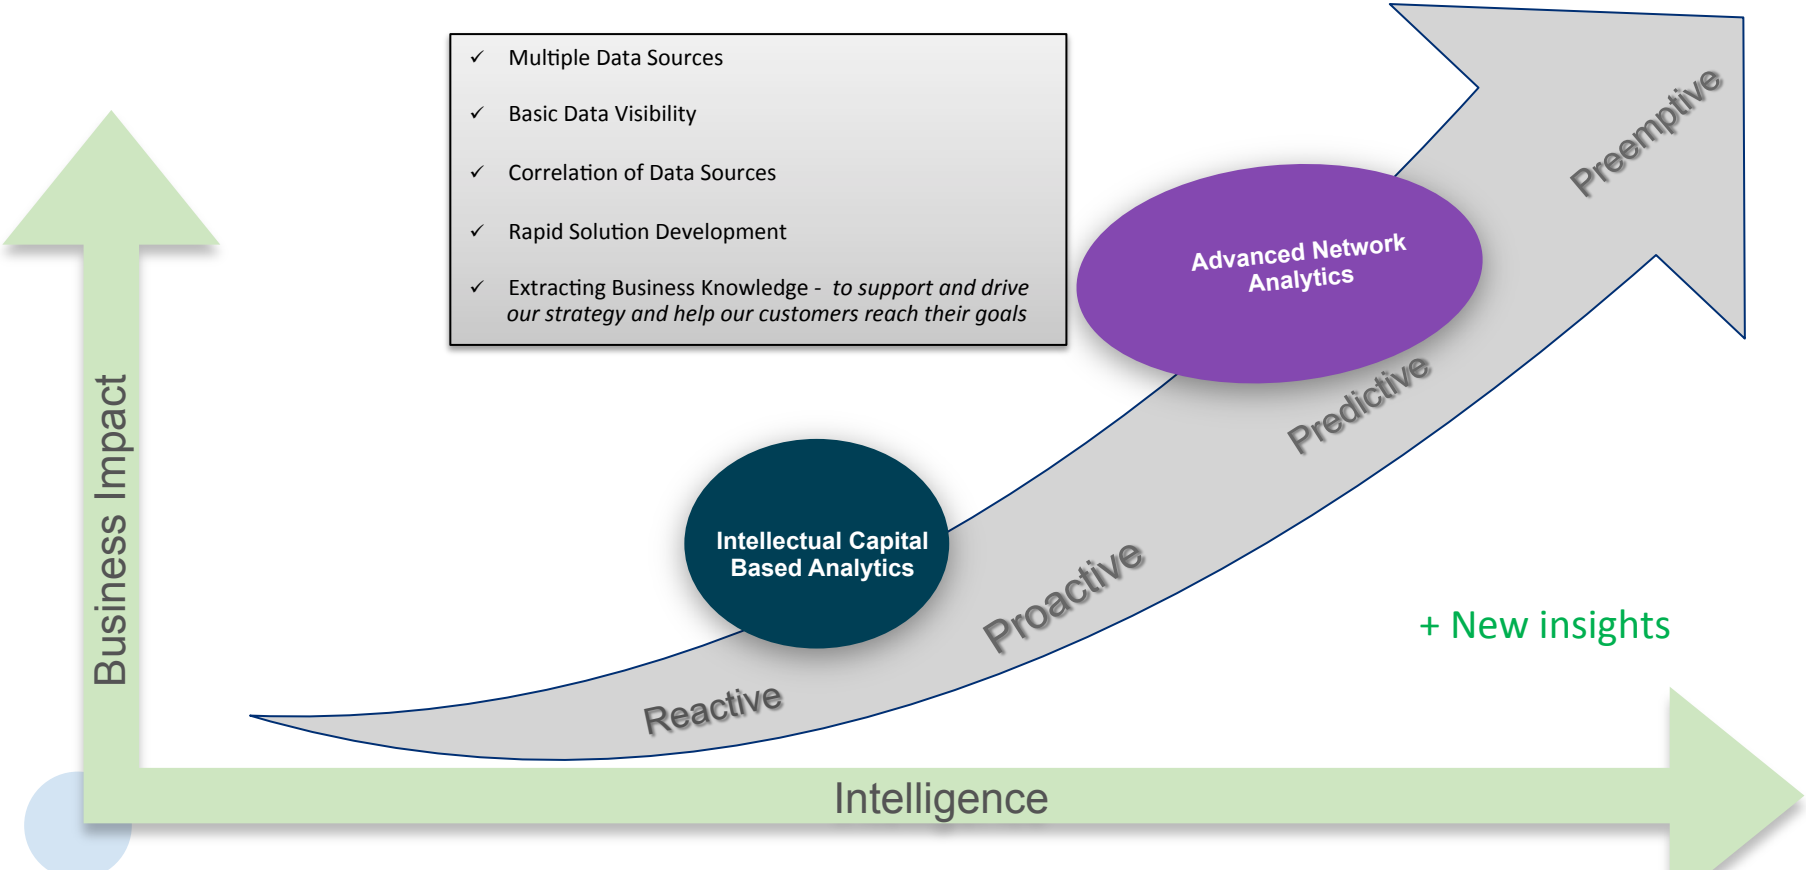 ✓ Multiple Data Sources
✓ Basic Data Visibility
✓ Correlation of Data Sources
✓ Rapid Solution Development
✓ Extracting Business Knowledge - to support and drive
our strategy and help our customers reach their goals
Preemptive
Advanced Network
Analytics
Predictive
Business Impact
Intellectual Capital
Based Analytics
Proactive
+ New insights
Reactive
Intelligence